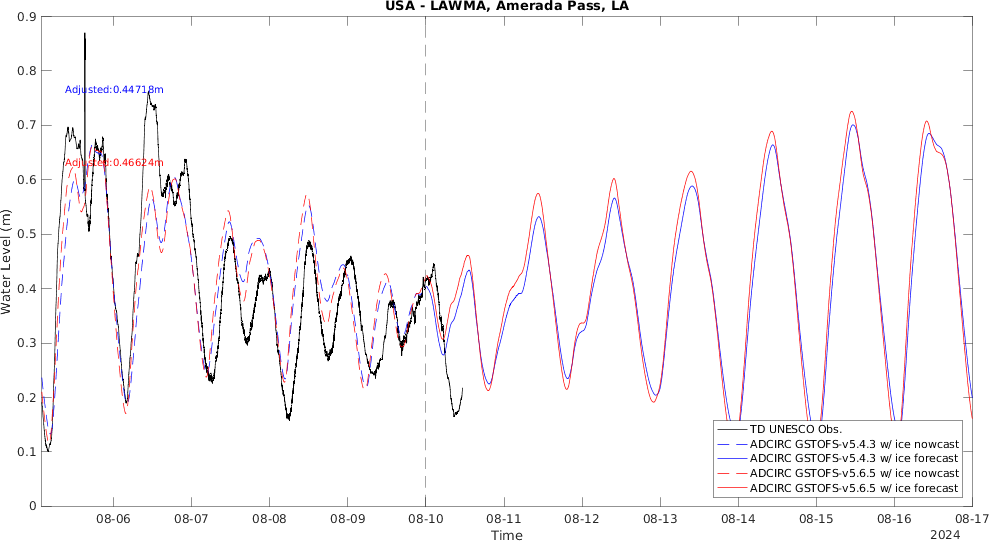 USA - LAWMA, Amerada Pass, LA
0.9
0.8
0.7
0.6
0.5
0.4
0.3
0.2
0.1
0
Water Level (m)
Adjusted:0.44718m
Adjusted:0.46624m
TD UNESCO Obs.
ADCIRC GSTOFS-v5.4.3 w/ ice nowcast
ADCIRC GSTOFS-v5.4.3 w/ ice forecast
ADCIRC GSTOFS-v5.6.5 w/ ice nowcast
ADCIRC GSTOFS-v5.6.5 w/ ice forecast
08-06 08-07 08-08 08-09 08-10 08-11 08-12 08-13 08-14 08-15 08-16 08-17
Time
2024